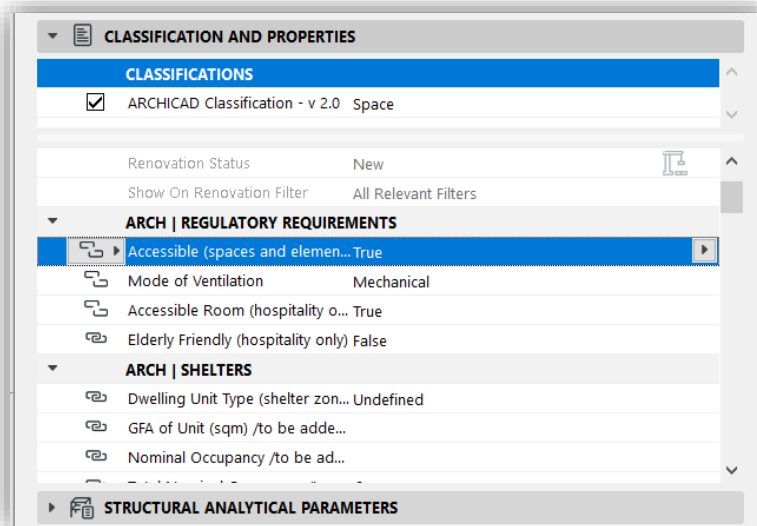 CLASSIFICATION AND PROPERTIES
CLASSIFICATIONS
ARCHICAD Classification - v 2.0 Space
Renovation Status New
Show On Renovation Filter All Relevant Filters
ARCH | REGULATORY REQUIREMENTS
Accessible (spaces and elemen... True
Mode of Ventilation Mechanical
Accessible Room (hospitality o... True
Elderly Friendly (hospitality only) False
ARCH | SHELTERS
Dwelling Unit Type (shelter zon... Undefined
GFA of Unit (sqm) /to be adde...
Nominal Occupancy /to be ad...
STRUCTURAL ANALYTICAL PARAMETERS